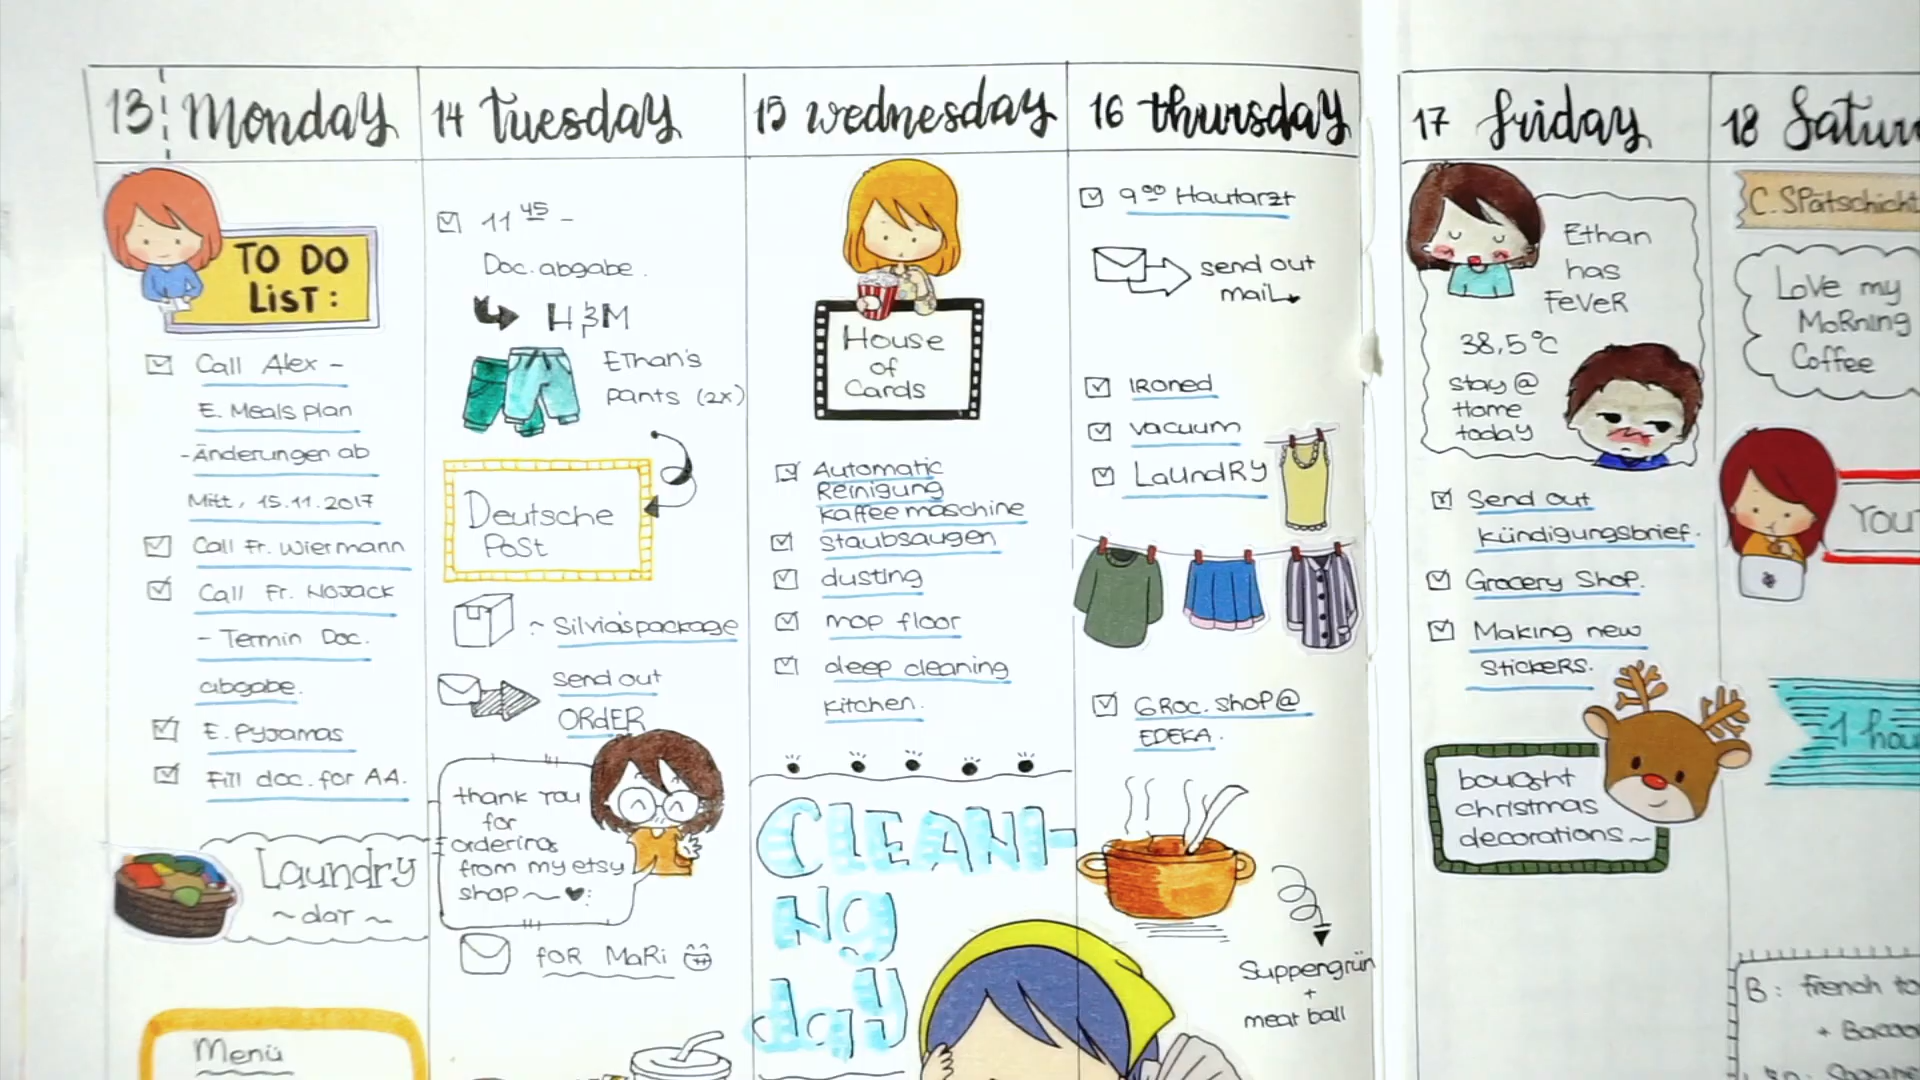 13 Monday
TO DO
LiST:
Call Alex -
E. Meals plan
-Änderungen ab
Mitt, 15.11.2017
Call Fr. Wiermann
Call Fr. Nojack
- Termin Doc.
abgabe.
E. Pyjamas
Fill doc. for AA.
Laundry
~ day ~
Menü
14 Tuesday
11 45 -
Doc. abgabe.
H&M
Ethan's
pants (2x)
Deutsche
Post
~ Silvia's package
Send out
ORdER
thank you
for
ordering
from my etsy
shop ~ ♥:
foR MaRi
15 wednesday
House
of
Cards
Automatic
Reinigung
Kaffeemaschine
Staubsaugen
dusting
mop floor
deep cleaning
kitchen.
CLEANI-
Ng
day
16 thursday
9 00 Hautarzt
send out
mail
IRoned
vacuum
LaundRy
GRoc. shop @
EDEKA.
Suppengrün
+
meat ball
17 friday
Ethan
has
FeVeR
38,5°C
stay @
Home
today
Send out
Kündigungsbrief.
Grocery Shop.
Making new
StickeRs.
bought
christmas
decorations ~
18 Satur
C. SPätschicht
LoVe my
MoRning
Coffee
You
1 hou
B: french to